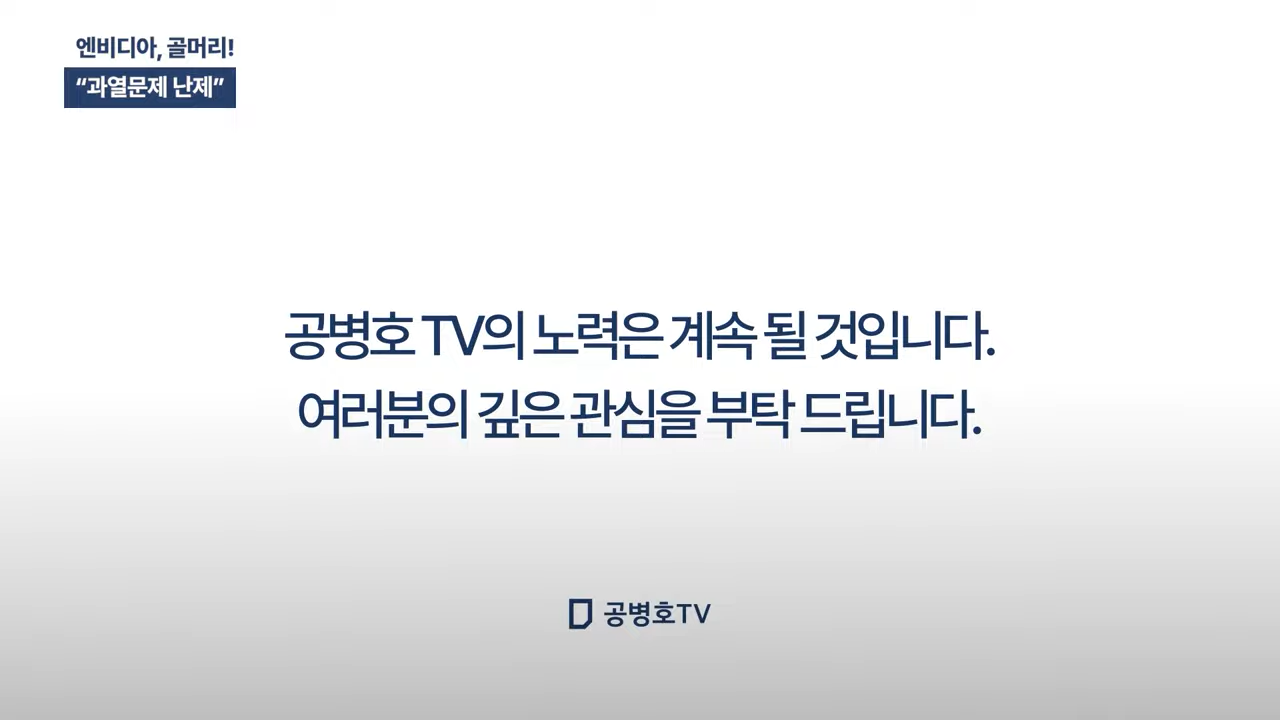 엔비디아, 골머리!
“과열문제 난제”
공병호 TV의 노력은 계속 될 것입니다.
여러분의 깊은 관심을 부탁 드립니다.
공병호TV